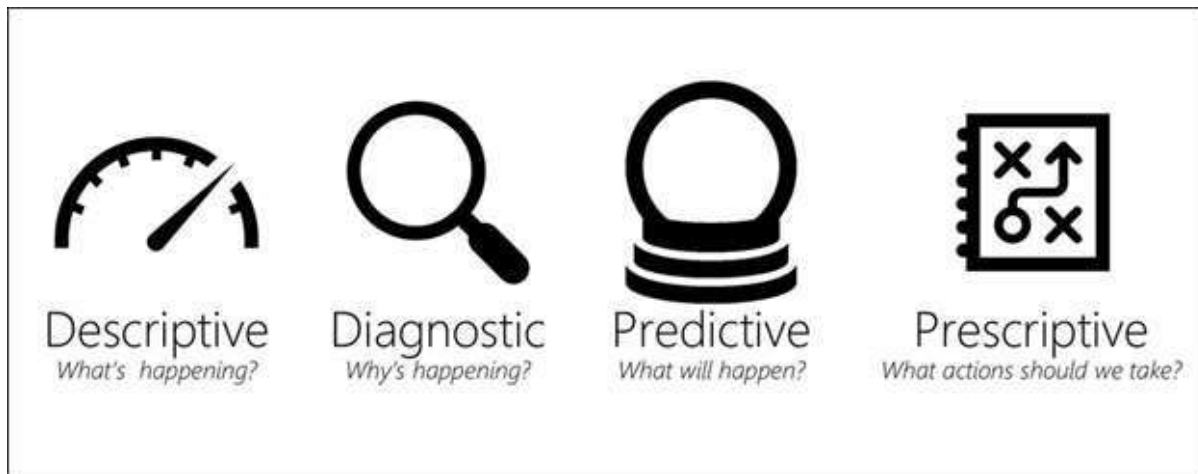 Descriptive
What's happening?
Diagnostic
Why's happening?
Predictive
What will happen?
Prescriptive
What actions should we take?